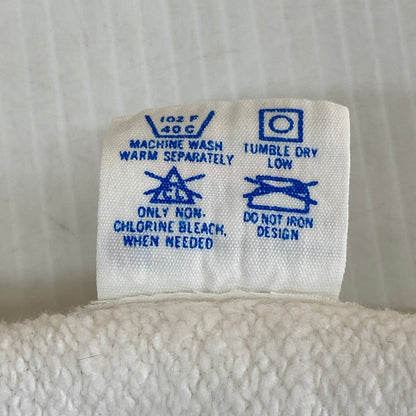 102 F
40 C
MACHINE WASH
WARM SEPARATELY
TUMBLE DRY
LOW
CL
ONLY NON-
CHLORINE BLEACH,
WHEN NEEDED
DO NOT IRON
DESIGN